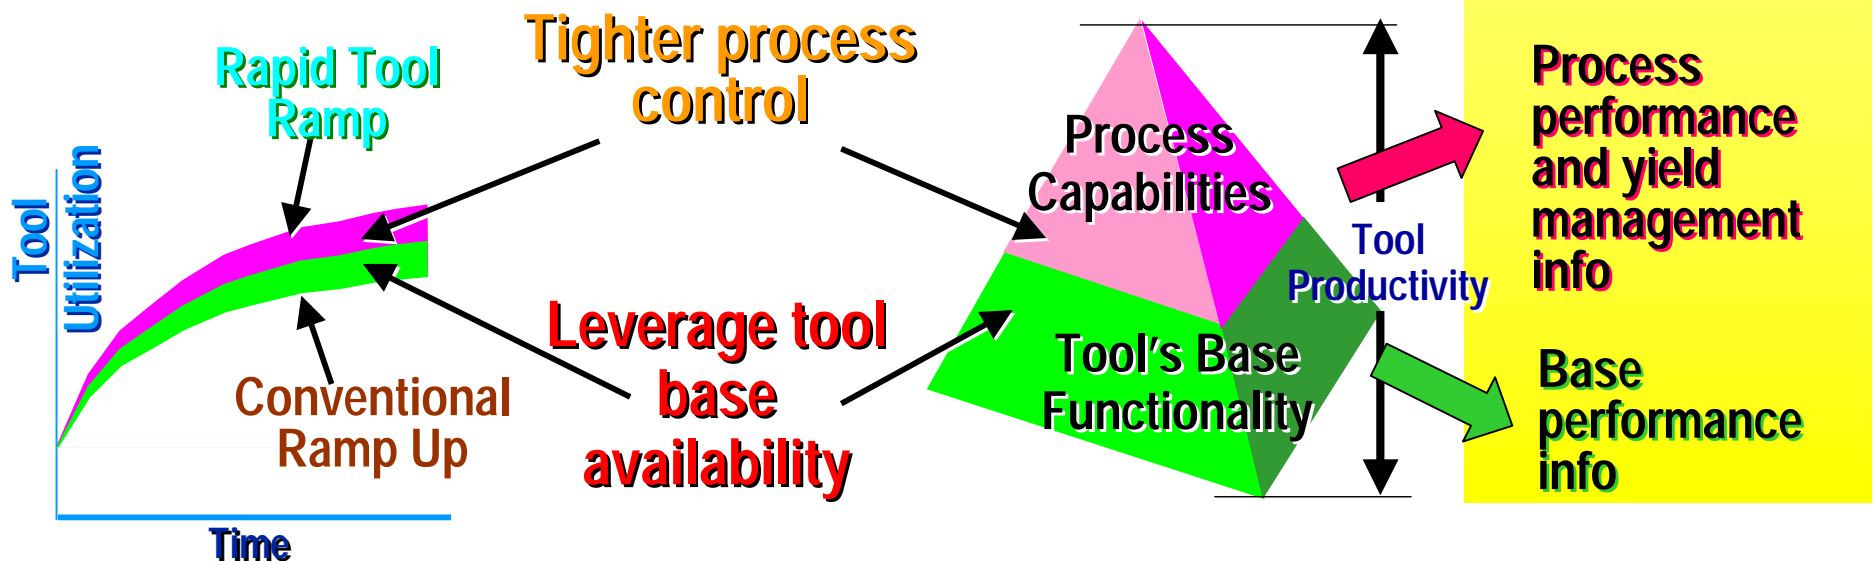 Tool
Utilization
Rapid Tool
Ramp
Conventional
Ramp Up
Time
Tighter process
control
Leverage tool
base
availability
Process
Capabilities
Tool's Base
Functionality
Tool
Productivity
Process
performance
and yield
management
info
Base
performance
info